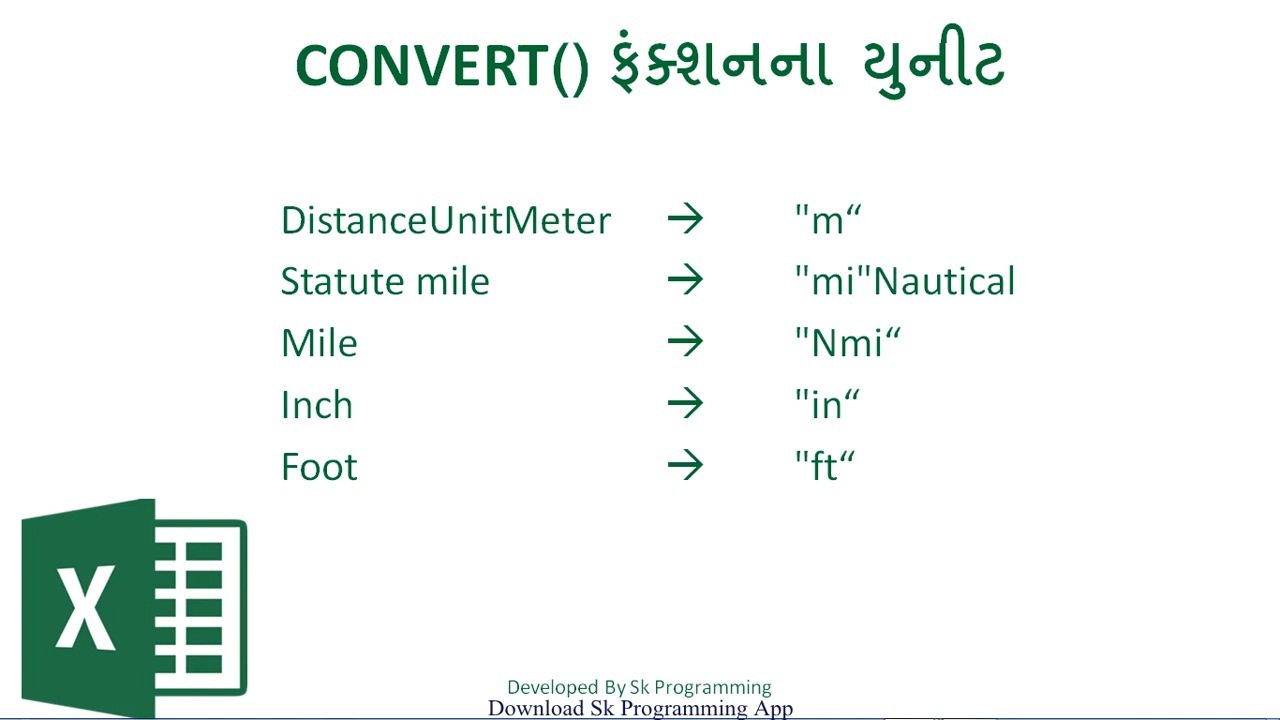 CONVERT() ફંક્શનના યુનીટ
DistanceUnitMeter → "m“
Statute mile → "mi"Nautical
Mile → "Nmi“
Inch → "in“
Foot → "ft“
X
Developed By Sk Programming
Download Sk Programming App